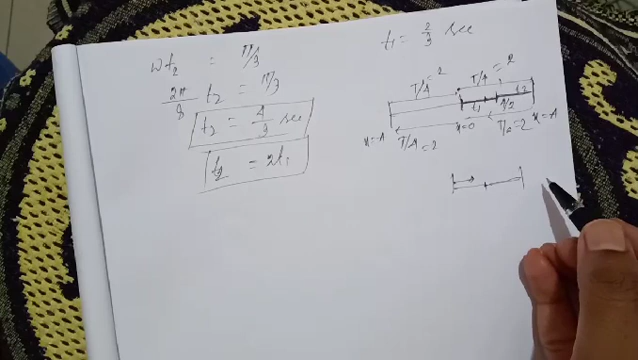 t₁ = 2/3 sec
ωt₂ = π/3
2π/8 t₂ = π/3
t₂ = 4/3 sec
t₂ = 2t₁
T/4 = 2
T/4 = 2
t₁ A/2 t₂
x=-A T/4 = 2 x=0 T/4 = 2 x=A